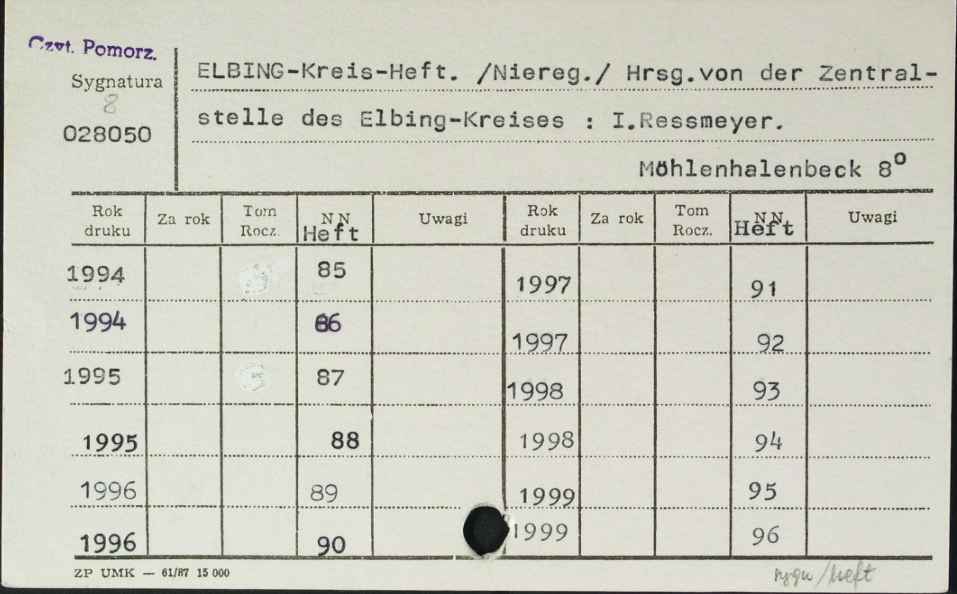 Czyt. Pomorz.
Sygnatura
8
028050
ELBING-Kreis-Heft. /Niereg./ Hrsg.von der Zentral-
stelle des Elbing-Kreises : I.Ressmeyer.
Möhlenhalenbeck 8⁰
Rok druku Za rok Tom Rocz. NN Heft Uwagi Rok druku Za rok Tom Rocz. NN Heft Uwagi
1994 85 1997 91
1994 86 1997 92
1995 87 1998 93
1995 88 1998 94
1996 89 1999 95
1996 90 1999 96
ZP UMK — 61/87 15 000
/heft